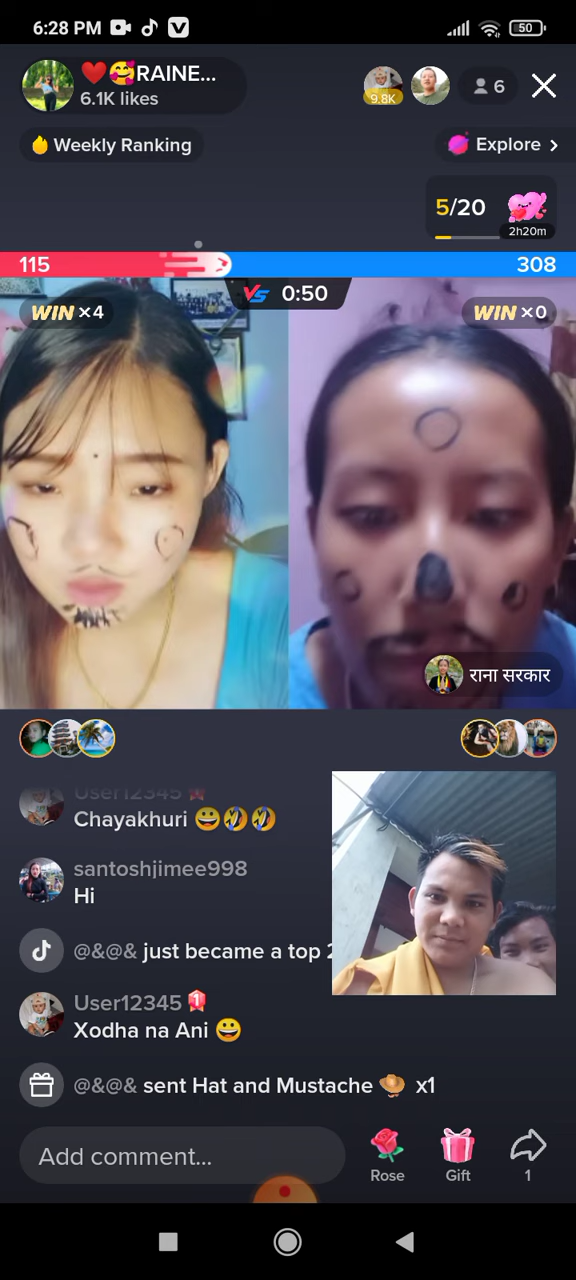 6:28 PM
50
❤️🥰RAINE...
6.1K likes
9.8K
6
Weekly Ranking
Explore >
5/20
2h20m
115
308
VS 0:50
WIN ×4
WIN ×0
राना सरकार
User12345
Chayakhuri 😀🤣🤣
santoshjimee998
Hi
@&@& just became a top
User12345 1
Xodha na Ani 😀
@&@& sent Hat and Mustache x1
Add comment...
Rose
Gift
1